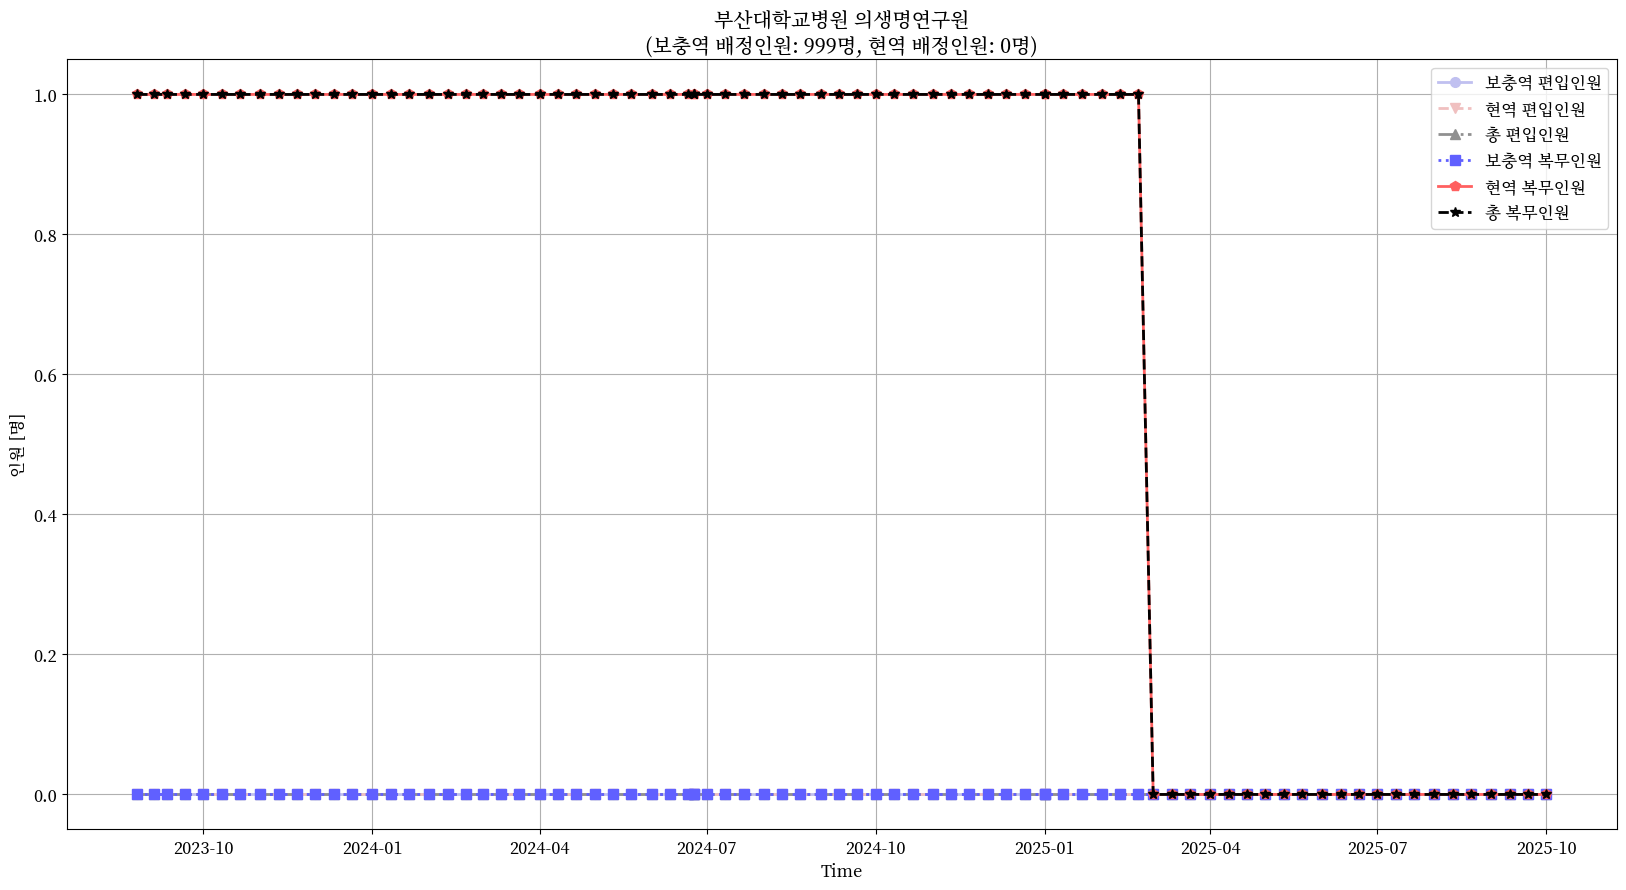 부산대학교병원 의생명연구원
(보충역 배정인원: 999명, 현역 배정인원: 0명)
보충역 편입인원
현역 편입인원
총 편입인원
보충역 복무인원
현역 복무인원
총 복무인원
1.0
0.8
0.6
0.4
0.2
0.0
인원 [명]
2023-10
2024-01
2024-04
2024-07
2024-10
2025-01
2025-04
2025-07
2025-10
Time